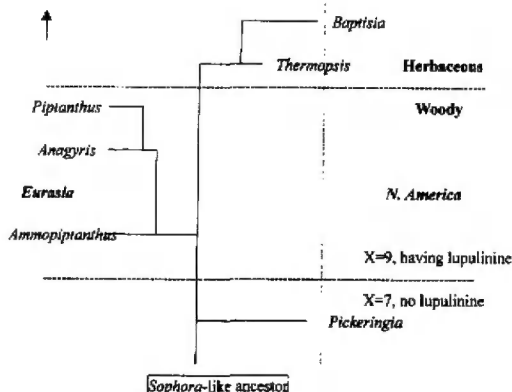 Baptisia
Thermopsis
Herbaceous
Piptanthus
Woody
Anagyris
Eurasia
N. America
Ammopiptanthus
X=9, having lupulinine
X=7, no lupulinine
Pickeringia
Sophora-like ancestor